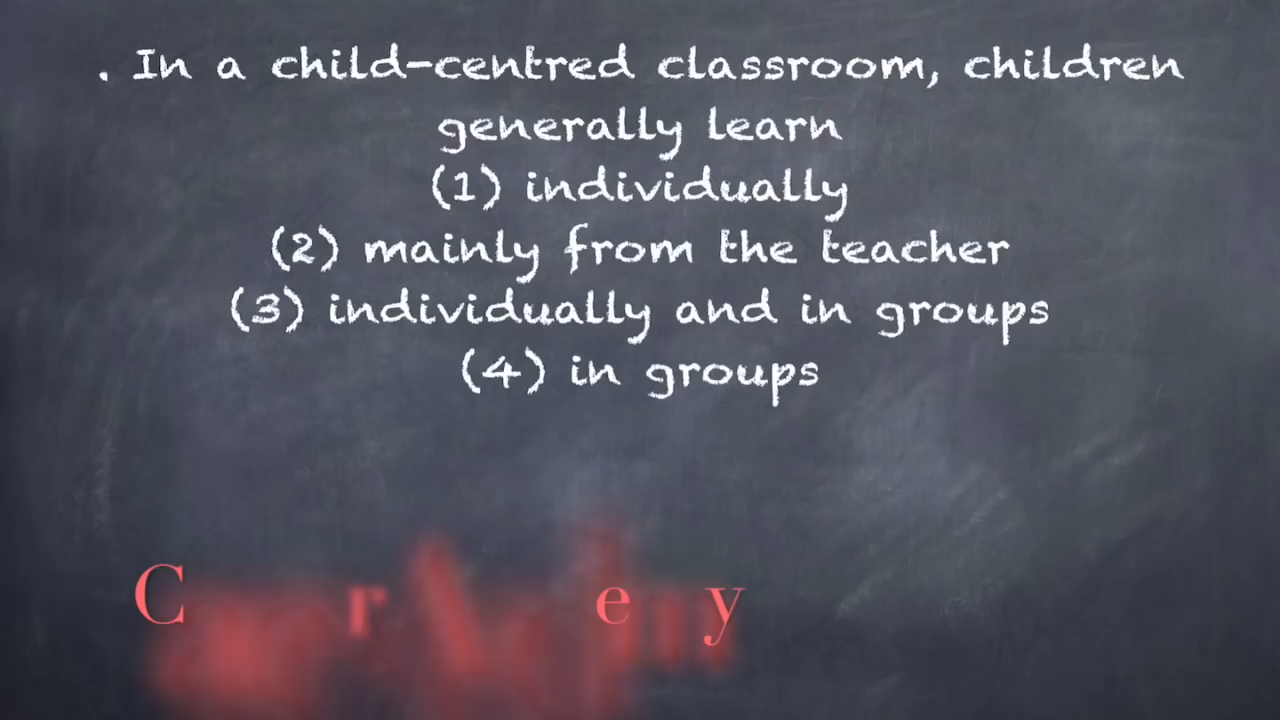 . In a child-centred classroom, children
generally learn
(1) individually
(2) mainly from the teacher
(3) individually and in groups
(4) in groups